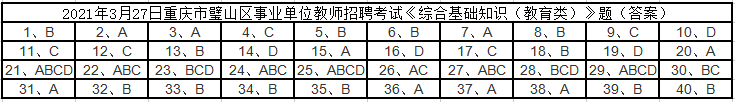 2021年3月27日重庆市璧山区事业单位教师招聘考试《综合基础知识（教育类）》题（答案）
1、B 2、A 3、A 4、C 5、B 6、B 7、A 8、B 9、C 10、D
11、C 12、C 13、B 14、D 15、A 16、D 17、C 18、B 19、D 20、A
21、ABCD 22、ABC 23、BCD 24、ABC 25、ABCD 26、AC 27、ABC 28、BCD 29、ABCD 30、BC
31、A 32、B 33、B 34、B 35、B 36、A 37、A 38、A 39、B 40、B